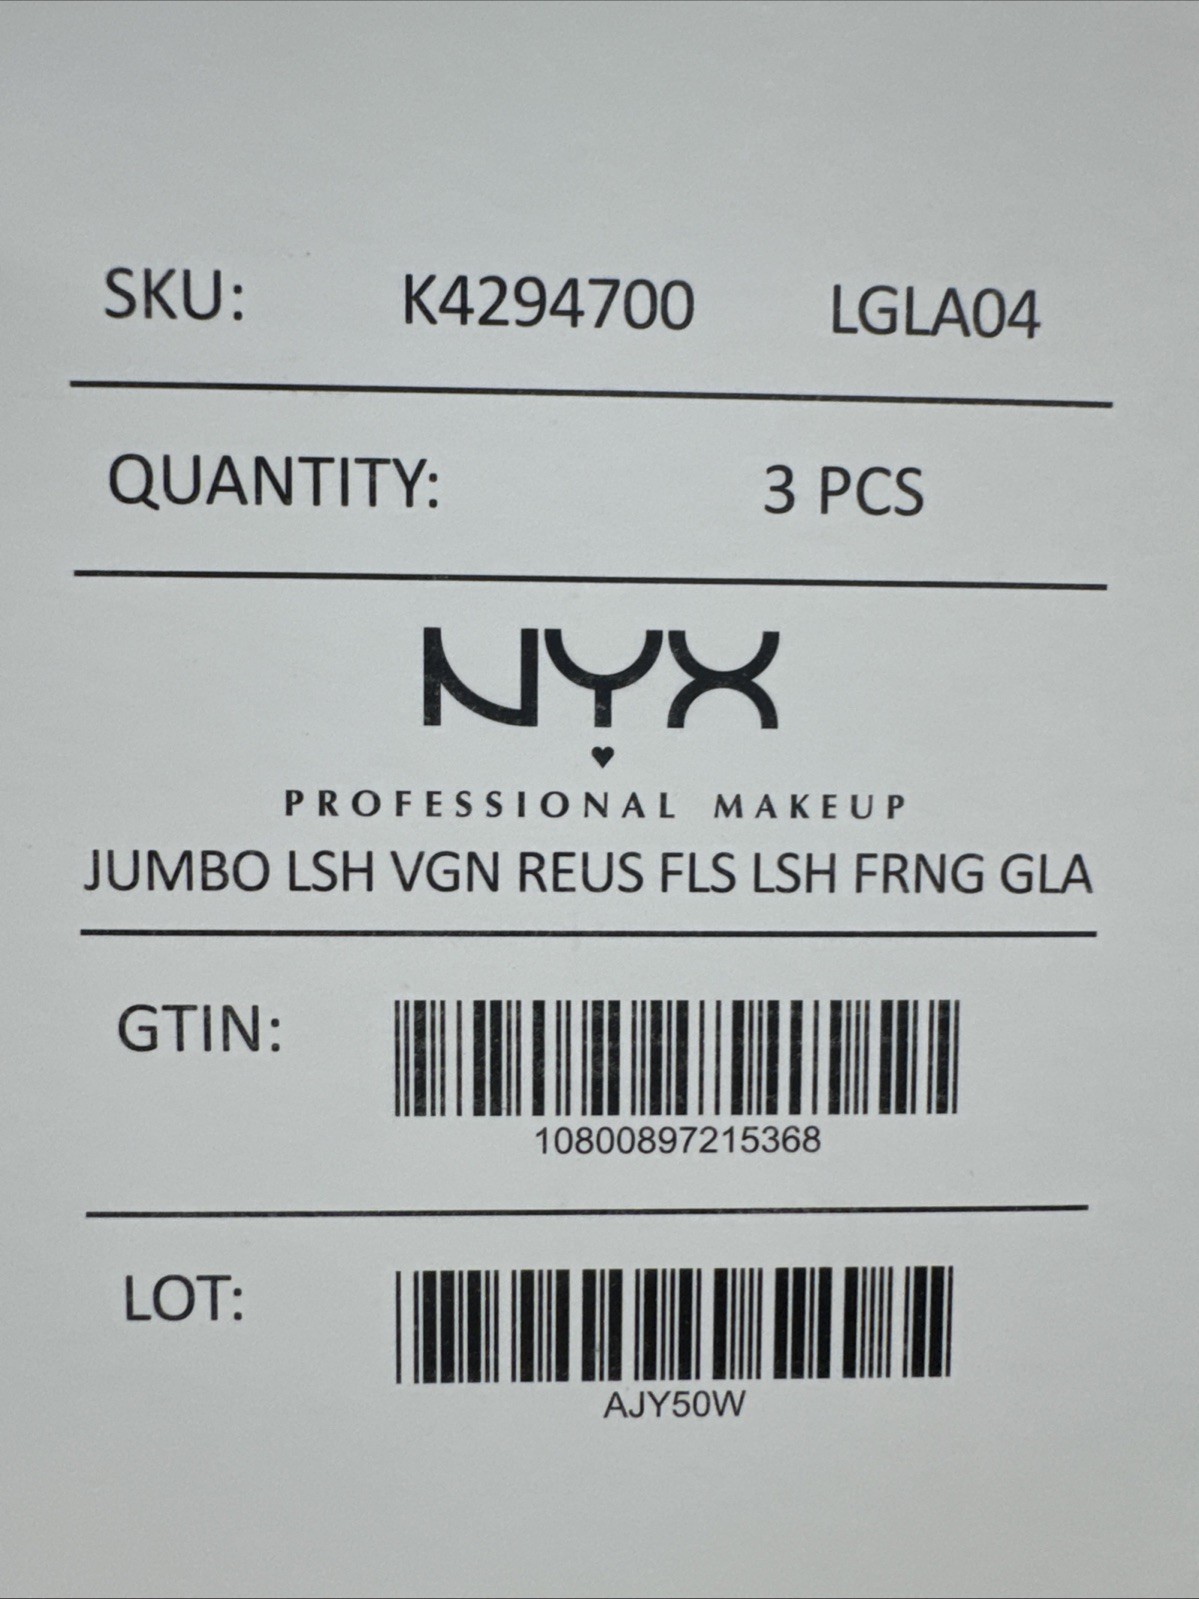 SKU: K4294700 LGLA04
QUANTITY: 3 PCS
NYX
PROFESSIONAL MAKEUP
JUMBO LSH VGN REUS FLS LSH FRNG GLA
GTIN:
10800897215368
LOT:
AJY50W